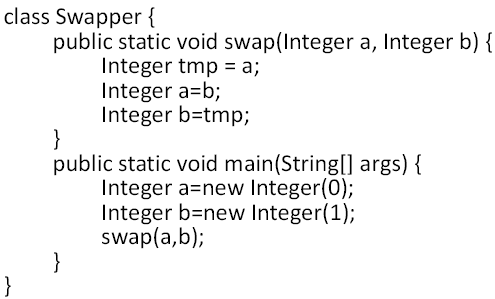 class Swapper {
public static void swap(Integer a, Integer b) {
Integer tmp = a;
Integer a=b;
Integer b=tmp;
}
public static void main(String[] args) {
Integer a=new Integer(0);
Integer b=new Integer(1);
swap(a,b);
}
}